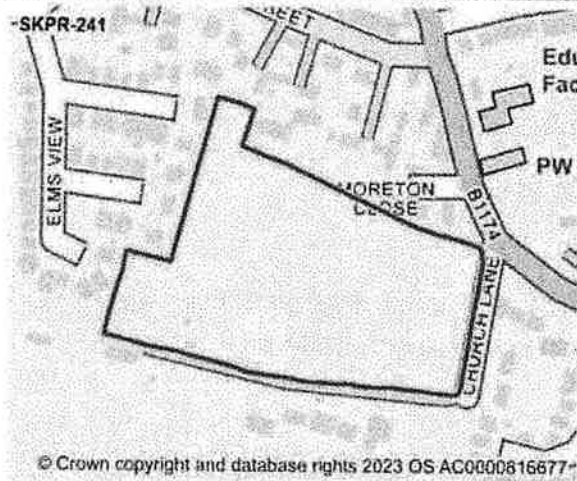 -SKPR-241
REET
Edu
Fac
ELMS VIEW
MORETON
CLOSE
PW
B1174
CHURCH LANE
© Crown copyright and database rights 2023 OS AC0000816677